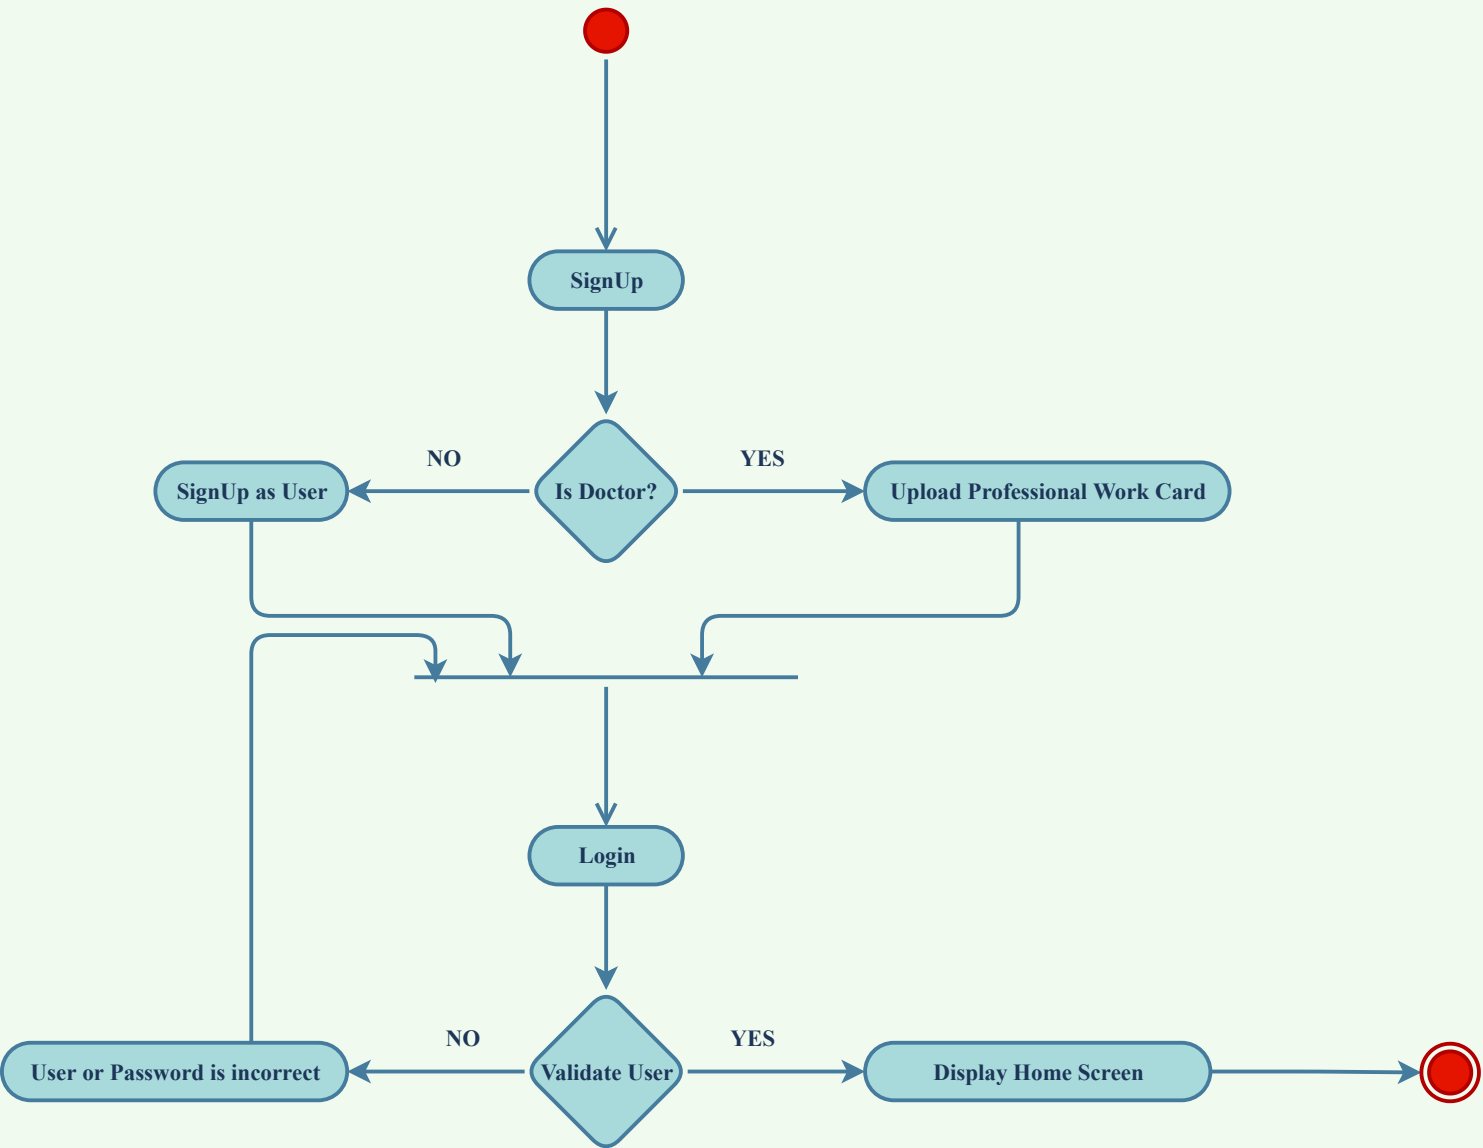 SignUp
NO
YES
SignUp as User
Is Doctor?
Upload Professional Work Card
Login
NO
YES
User or Password is incorrect
Validate User
Display Home Screen